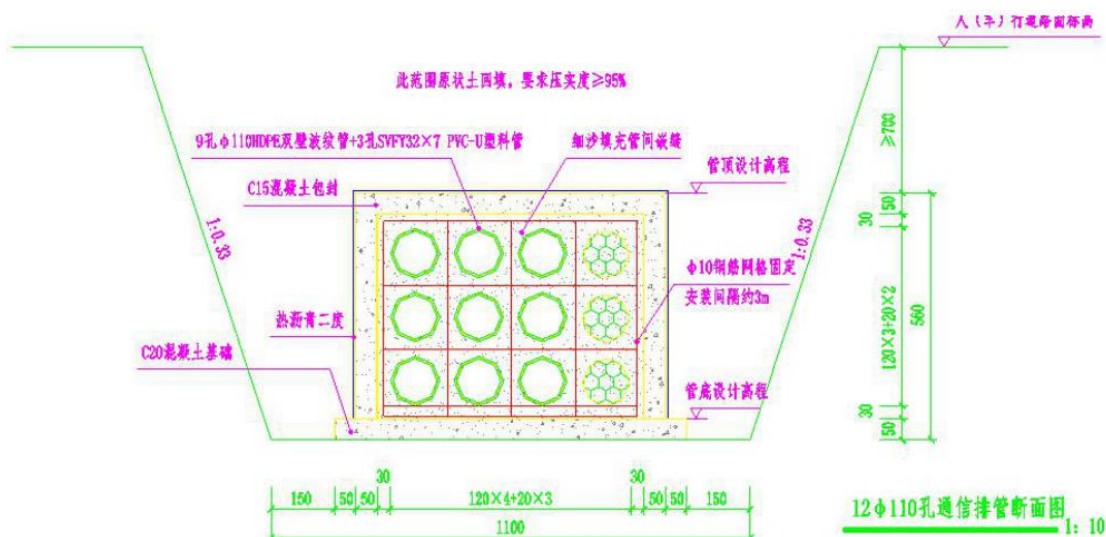 人（车）行道路面标高
此范围原状土回填，要求压实度≥95%
9孔φ110HDPE双壁波纹管+3孔SVFY32×7 PVC-U塑料管
细沙填充管间嵌缝
管顶设计高程
C15混凝土包封
≥700
50
30
1:0.33
1:0.33
φ10钢筋网格固定
安装间隔约3m
120×3+20×2
560
热沥青二度
C20混凝土基础
管底设计高程
30
50
30
30
150
50
50
120×4+20×3
50
50
150
1100
12φ110孔通信排管断面图
1: 10